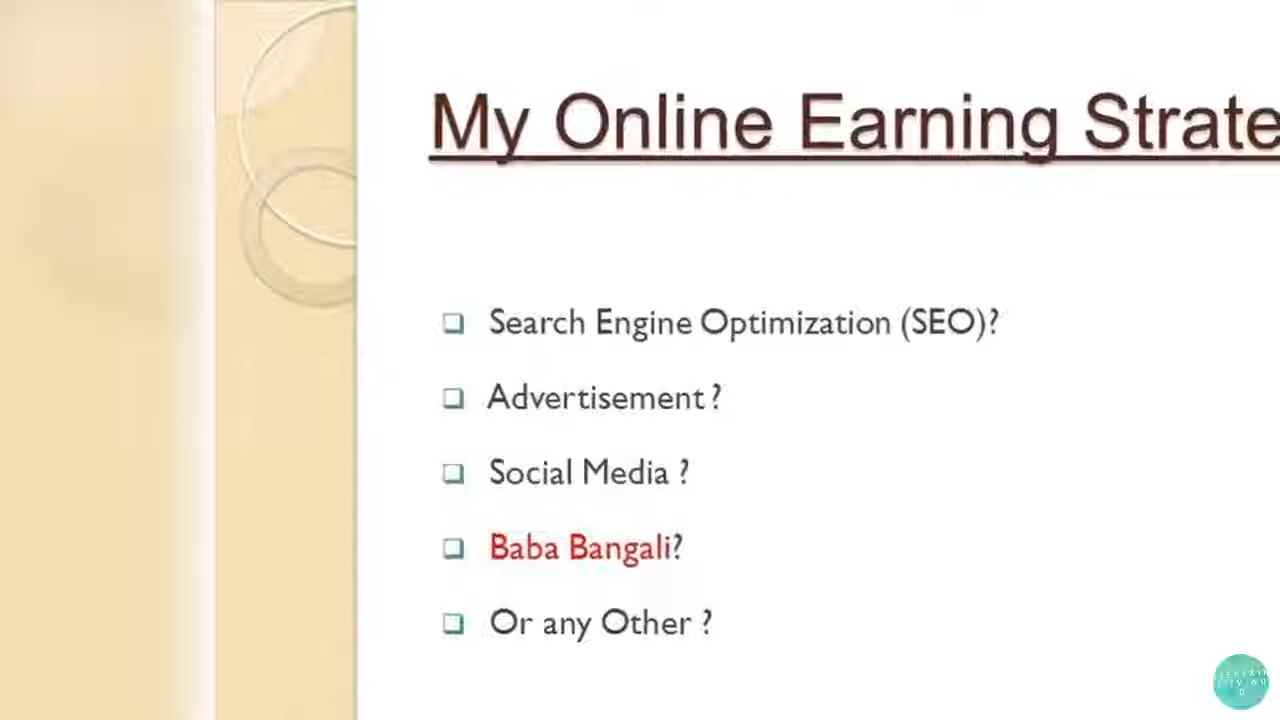 My Online Earning Strate
Search Engine Optimization (SEO)?
Advertisement ?
Social Media ?
Baba Bangali?
Or any Other ?